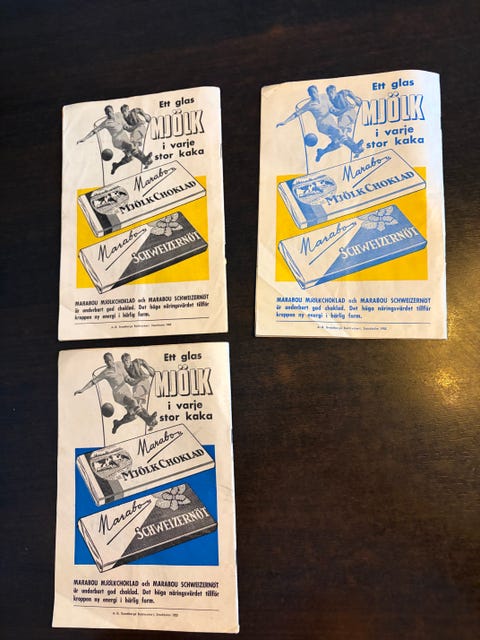 Ett glas
MJÖLK
i varje
stor kaka
Marabou
MJÖLKCHOKLAD
Marabou
SCHWEIZERNÖT
MARABOU MJÖLKCHOKLAD och MARABOU SCHWEIZERNÖT
är underbart god choklad. Det höga näringsvärdet tillför
kroppen ny energi i härlig form.
Ett glas
MJÖLK
i varje
stor kaka
Marabou
MJÖLKCHOKLAD
Marabou
SCHWEIZERNÖT
MARABOU MJÖLKCHOKLAD och MARABOU SCHWEIZERNÖT
är underbart god choklad. Det höga näringsvärdet tillför
kroppen ny energi i härlig form.
Ett glas
MJÖLK
i varje
stor kaka
Marabou
MJÖLKCHOKLAD
Marabou
SCHWEIZERNÖT
MARABOU MJÖLKCHOKLAD och MARABOU SCHWEIZERNÖT
är underbart god choklad. Det höga näringsvärdet tillför
kroppen ny energi i härlig form.